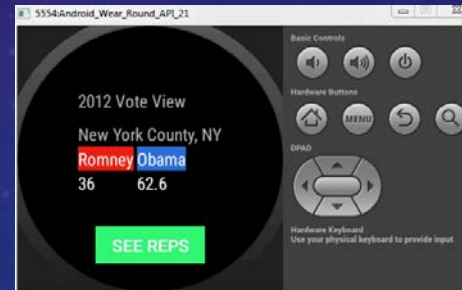 5554:Android_Wear_Round_API_21
Basic Controls
Hardware Buttons
MENU
DPAD
Hardware Keyboard
Use your physical keyboard to provide input
2012 Vote View
New York County, NY
Romney Obama
36 62.6
SEE REPS